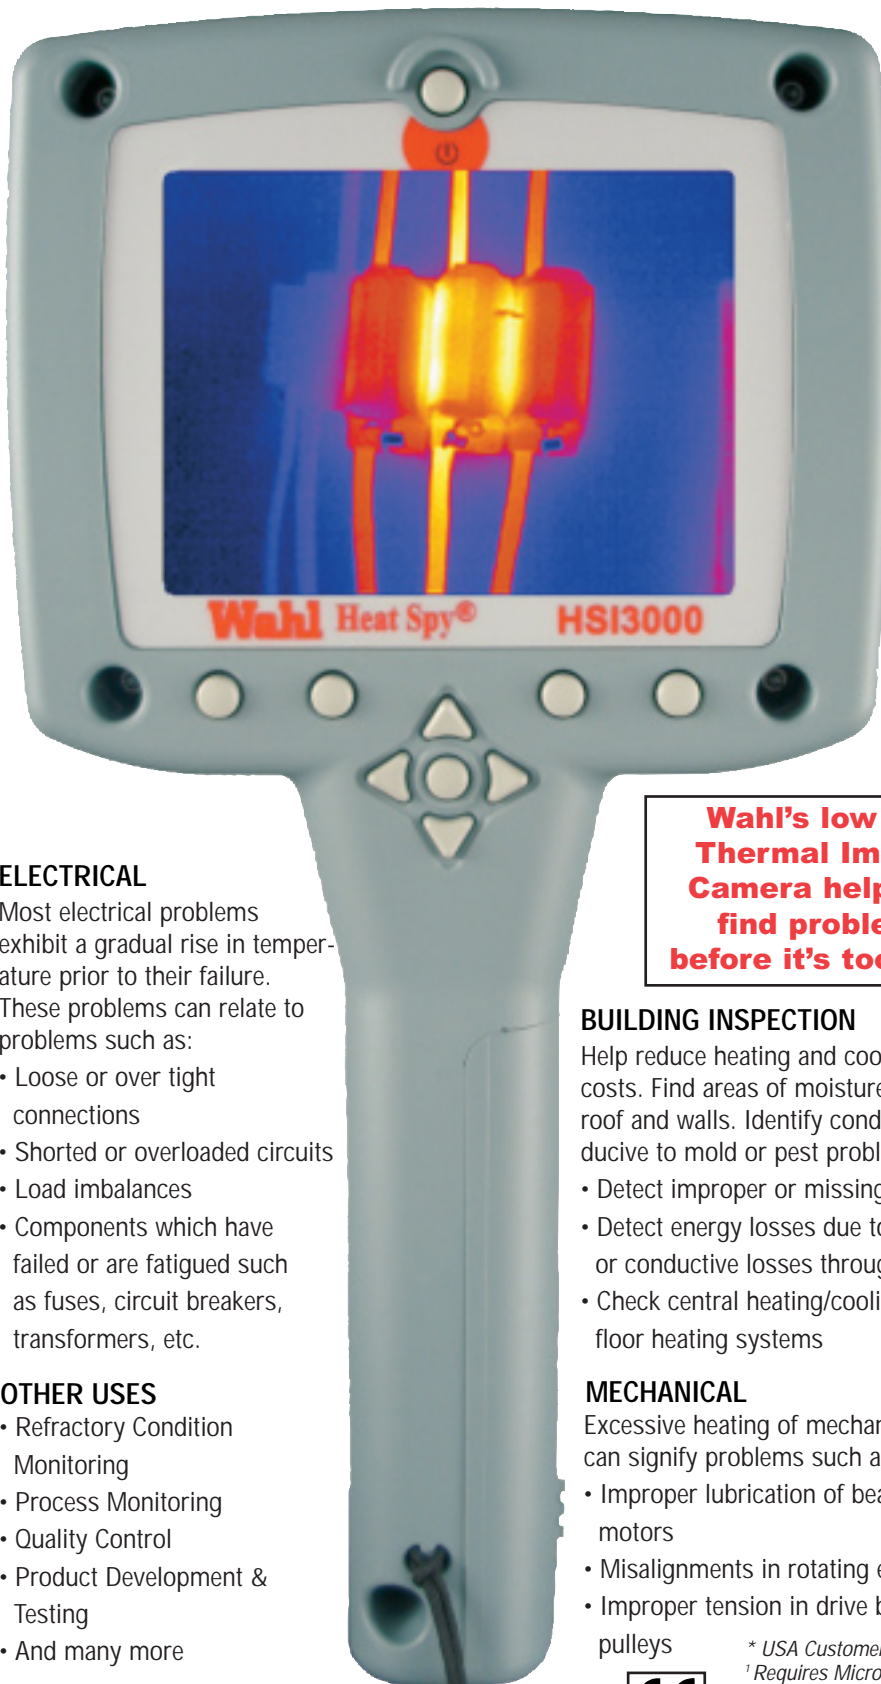 Wahl Heat Spy® HSI3000
Wahl's low
Thermal Im
Camera help
find proble
before it's too
ELECTRICAL
Most electrical problems
exhibit a gradual rise in temper-
ature prior to their failure.
These problems can relate to
problems such as:
• Loose or over tight
connections
• Shorted or overloaded circuits
• Load imbalances
• Components which have
failed or are fatigued such
as fuses, circuit breakers,
transformers, etc.
OTHER USES
• Refractory Condition
Monitoring
• Process Monitoring
• Quality Control
• Product Development &
Testing
• And many more
BUILDING INSPECTION
Help reduce heating and coo
costs. Find areas of moisture
roof and walls. Identify cond
ducive to mold or pest probl
• Detect improper or missing
• Detect energy losses due to
or conductive losses throug
• Check central heating/cooli
floor heating systems
MECHANICAL
Excessive heating of mechan
can signify problems such a
• Improper lubrication of bea
motors
• Misalignments in rotating e
• Improper tension in drive b
pulleys
* USA Customer
¹ Requires Micro